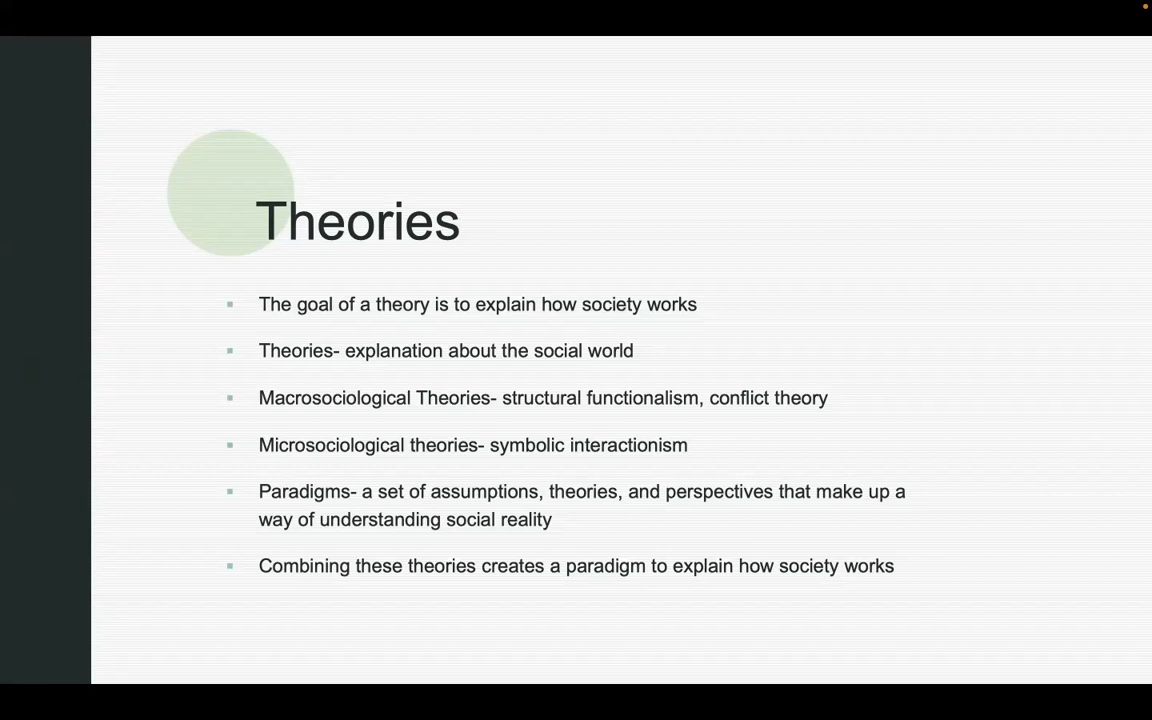 Theories
The goal of a theory is to explain how society works
Theories- explanation about the social world
Macrosociological Theories- structural functionalism, conflict theory
Microsociological theories- symbolic interactionism
Paradigms- a set of assumptions, theories, and perspectives that make up a
way of understanding social reality
Combining these theories creates a paradigm to explain how society works